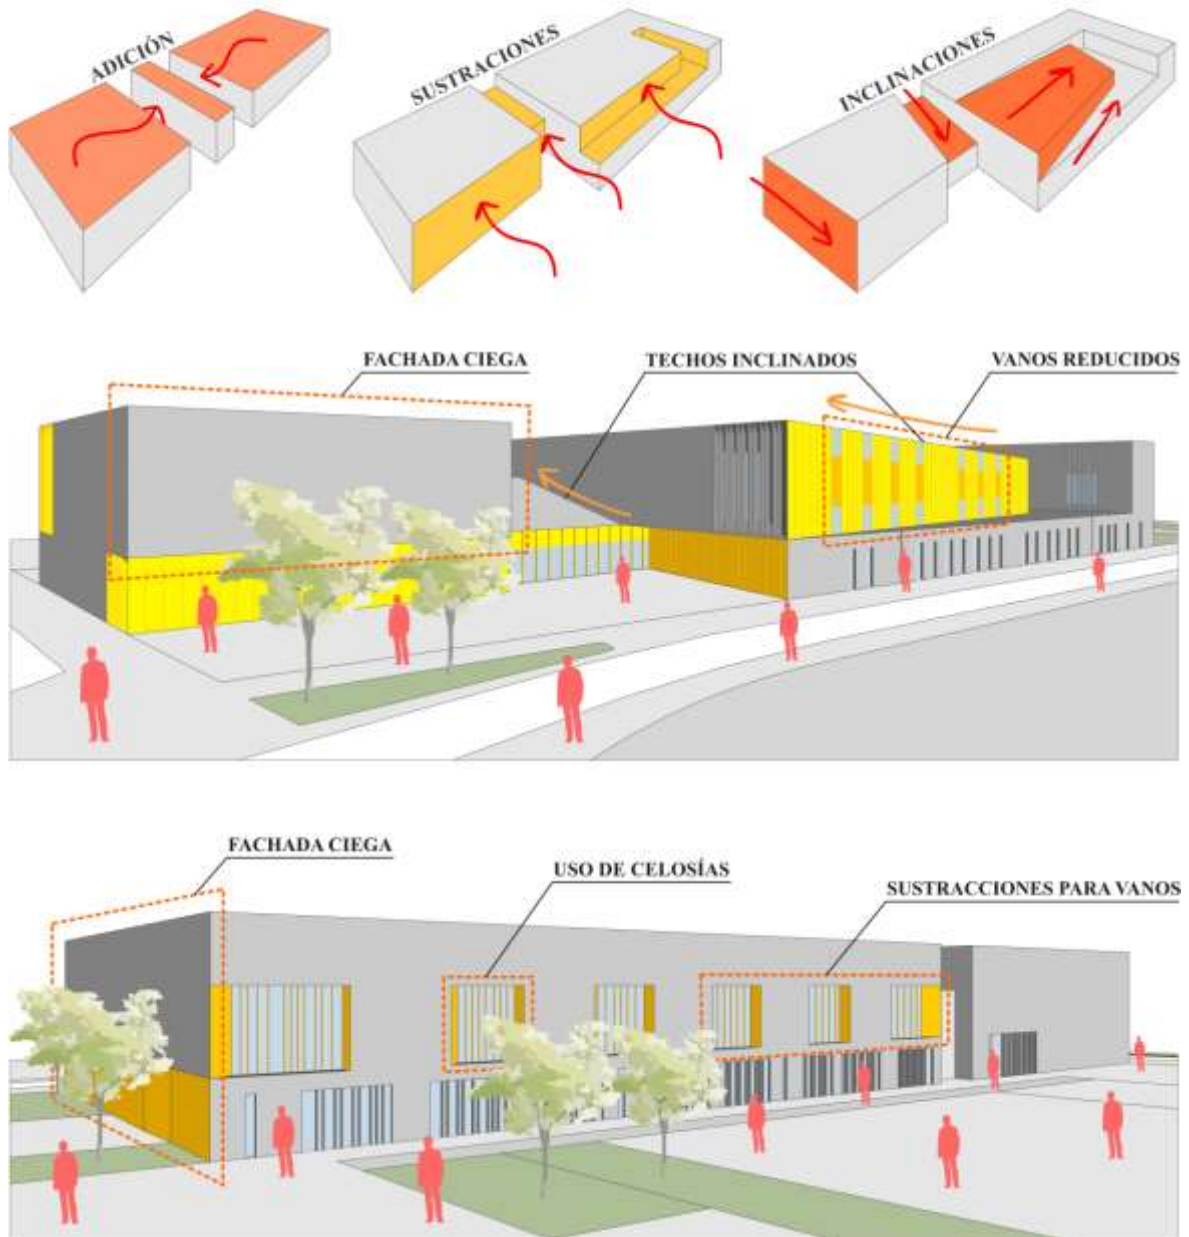 ADICIÓN
SUSTRACIONES
INCLINACIONES
FACHADA CIEGA
TECHOS INCLINADOS
VANOS REDUCIDOS
FACHADA CIEGA
USO DE CELOSÍAS
SUSTRACCIONES PARA VANOS